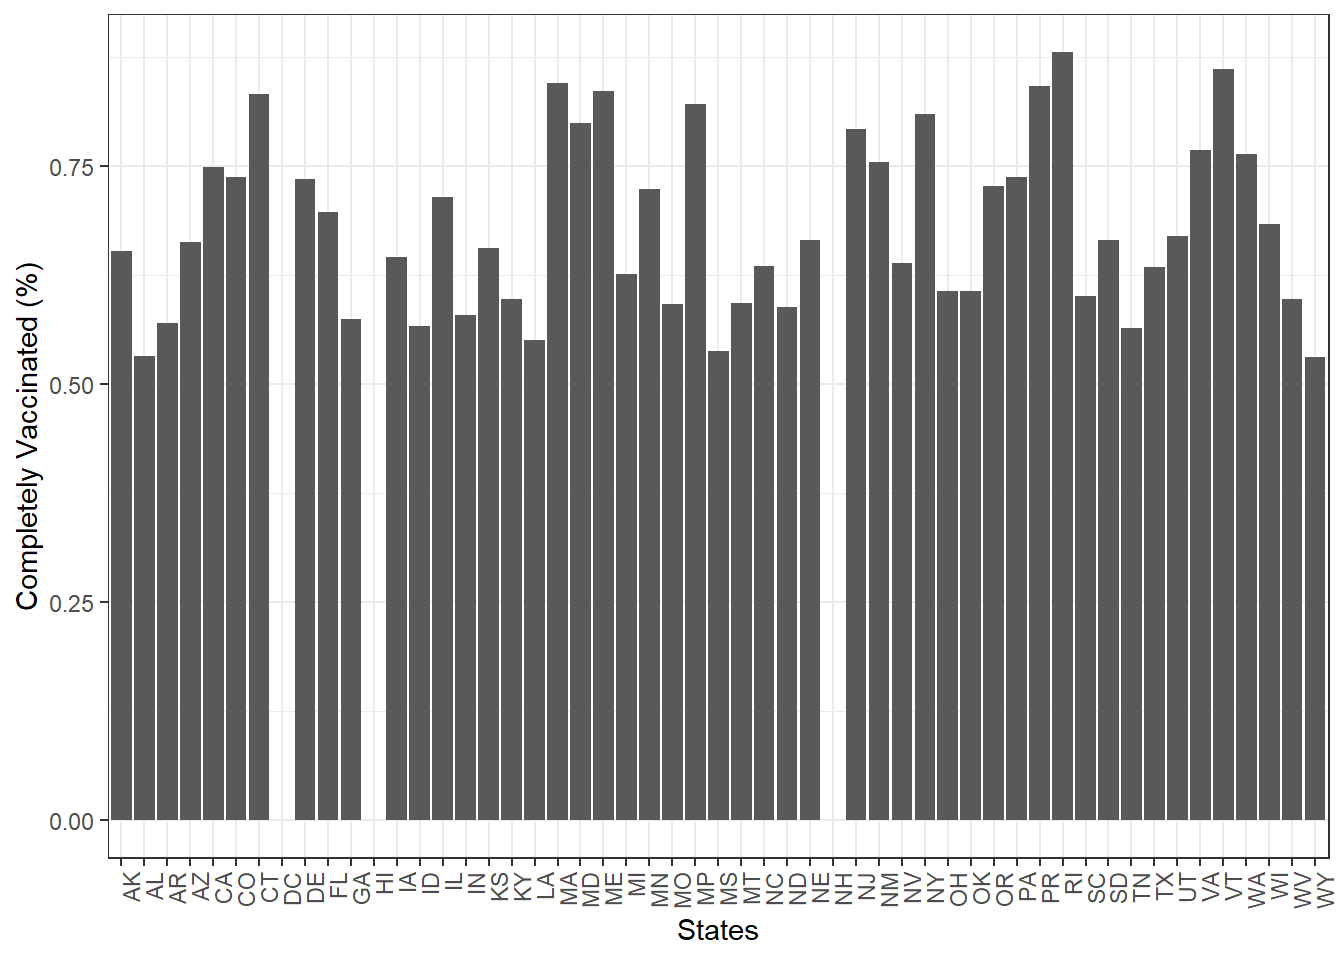 Completely Vaccinated (%)
0.75
0.50
0.25
0.00
AK AL AR AZ CA CO CT DC DE FL GA HI IA ID IL IN KS KY LA MA MD ME MI MN MO MP MS MT NC ND NE NH NJ NM NV NY OH OK OR PA PR RI SC SD TN TX UT VA VT WA WI WV WY
States